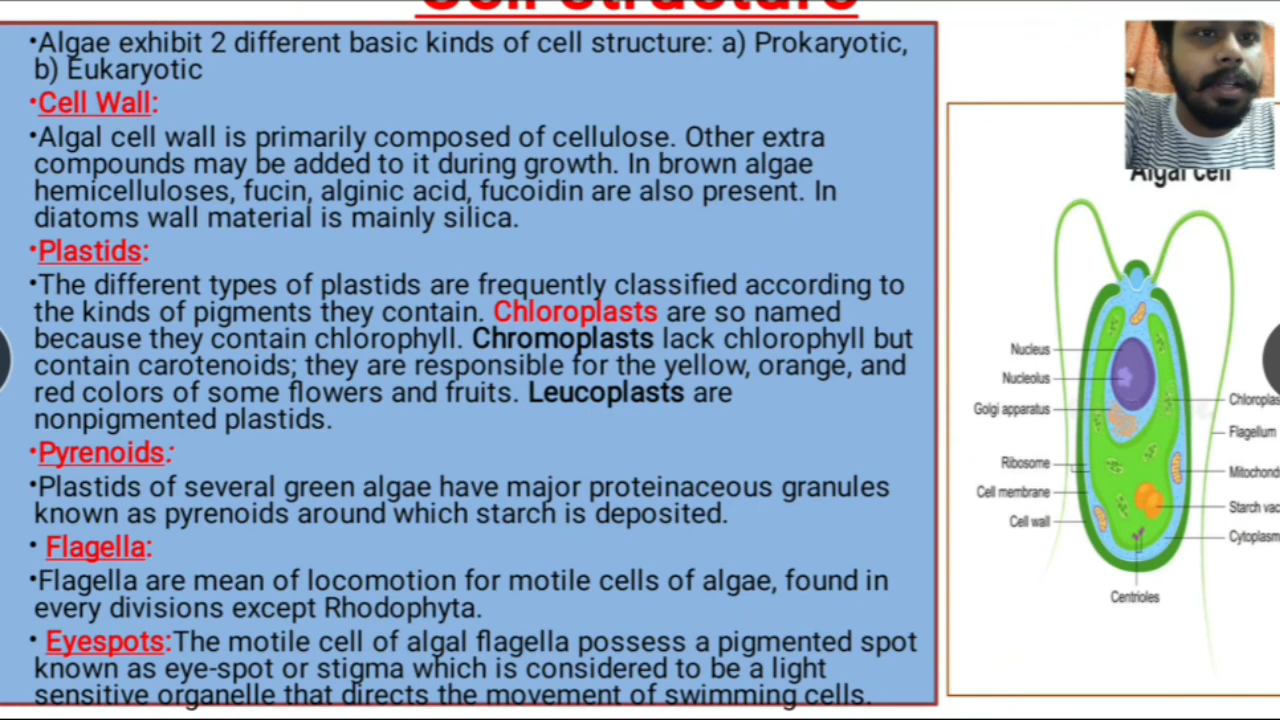 Cell Structure
•Algae exhibit 2 different basic kinds of cell structure: a) Prokaryotic,
b) Eukaryotic
•Cell Wall:
•Algal cell wall is primarily composed of cellulose. Other extra
compounds may be added to it during growth. In brown algae
hemicelluloses, fucin, alginic acid, fucoidin are also present. In
diatoms wall material is mainly silica.
•Plastids:
•The different types of plastids are frequently classified according to
the kinds of pigments they contain. Chloroplasts are so named
because they contain chlorophyll. Chromoplasts lack chlorophyll but
contain carotenoids; they are responsible for the yellow, orange, and
red colors of some flowers and fruits. Leucoplasts are
nonpigmented plastids.
•Pyrenoids:
•Plastids of several green algae have major proteinaceous granules
known as pyrenoids around which starch is deposited.
• Flagella:
•Flagella are mean of locomotion for motile cells of algae, found in
every divisions except Rhodophyta.
• Eyespots:The motile cell of algal flagella possess a pigmented spot
known as eye-spot or stigma which is considered to be a light
sensitive organelle that directs the movement of swimming cells.
Algal cell
Nucleus
Nucleolus
Golgi apparatus
Ribosome
Cell membrane
Cell wall
Chloroplas
Flagellum
Mitochond
Starch vac
Cytoplasm
Centrioles